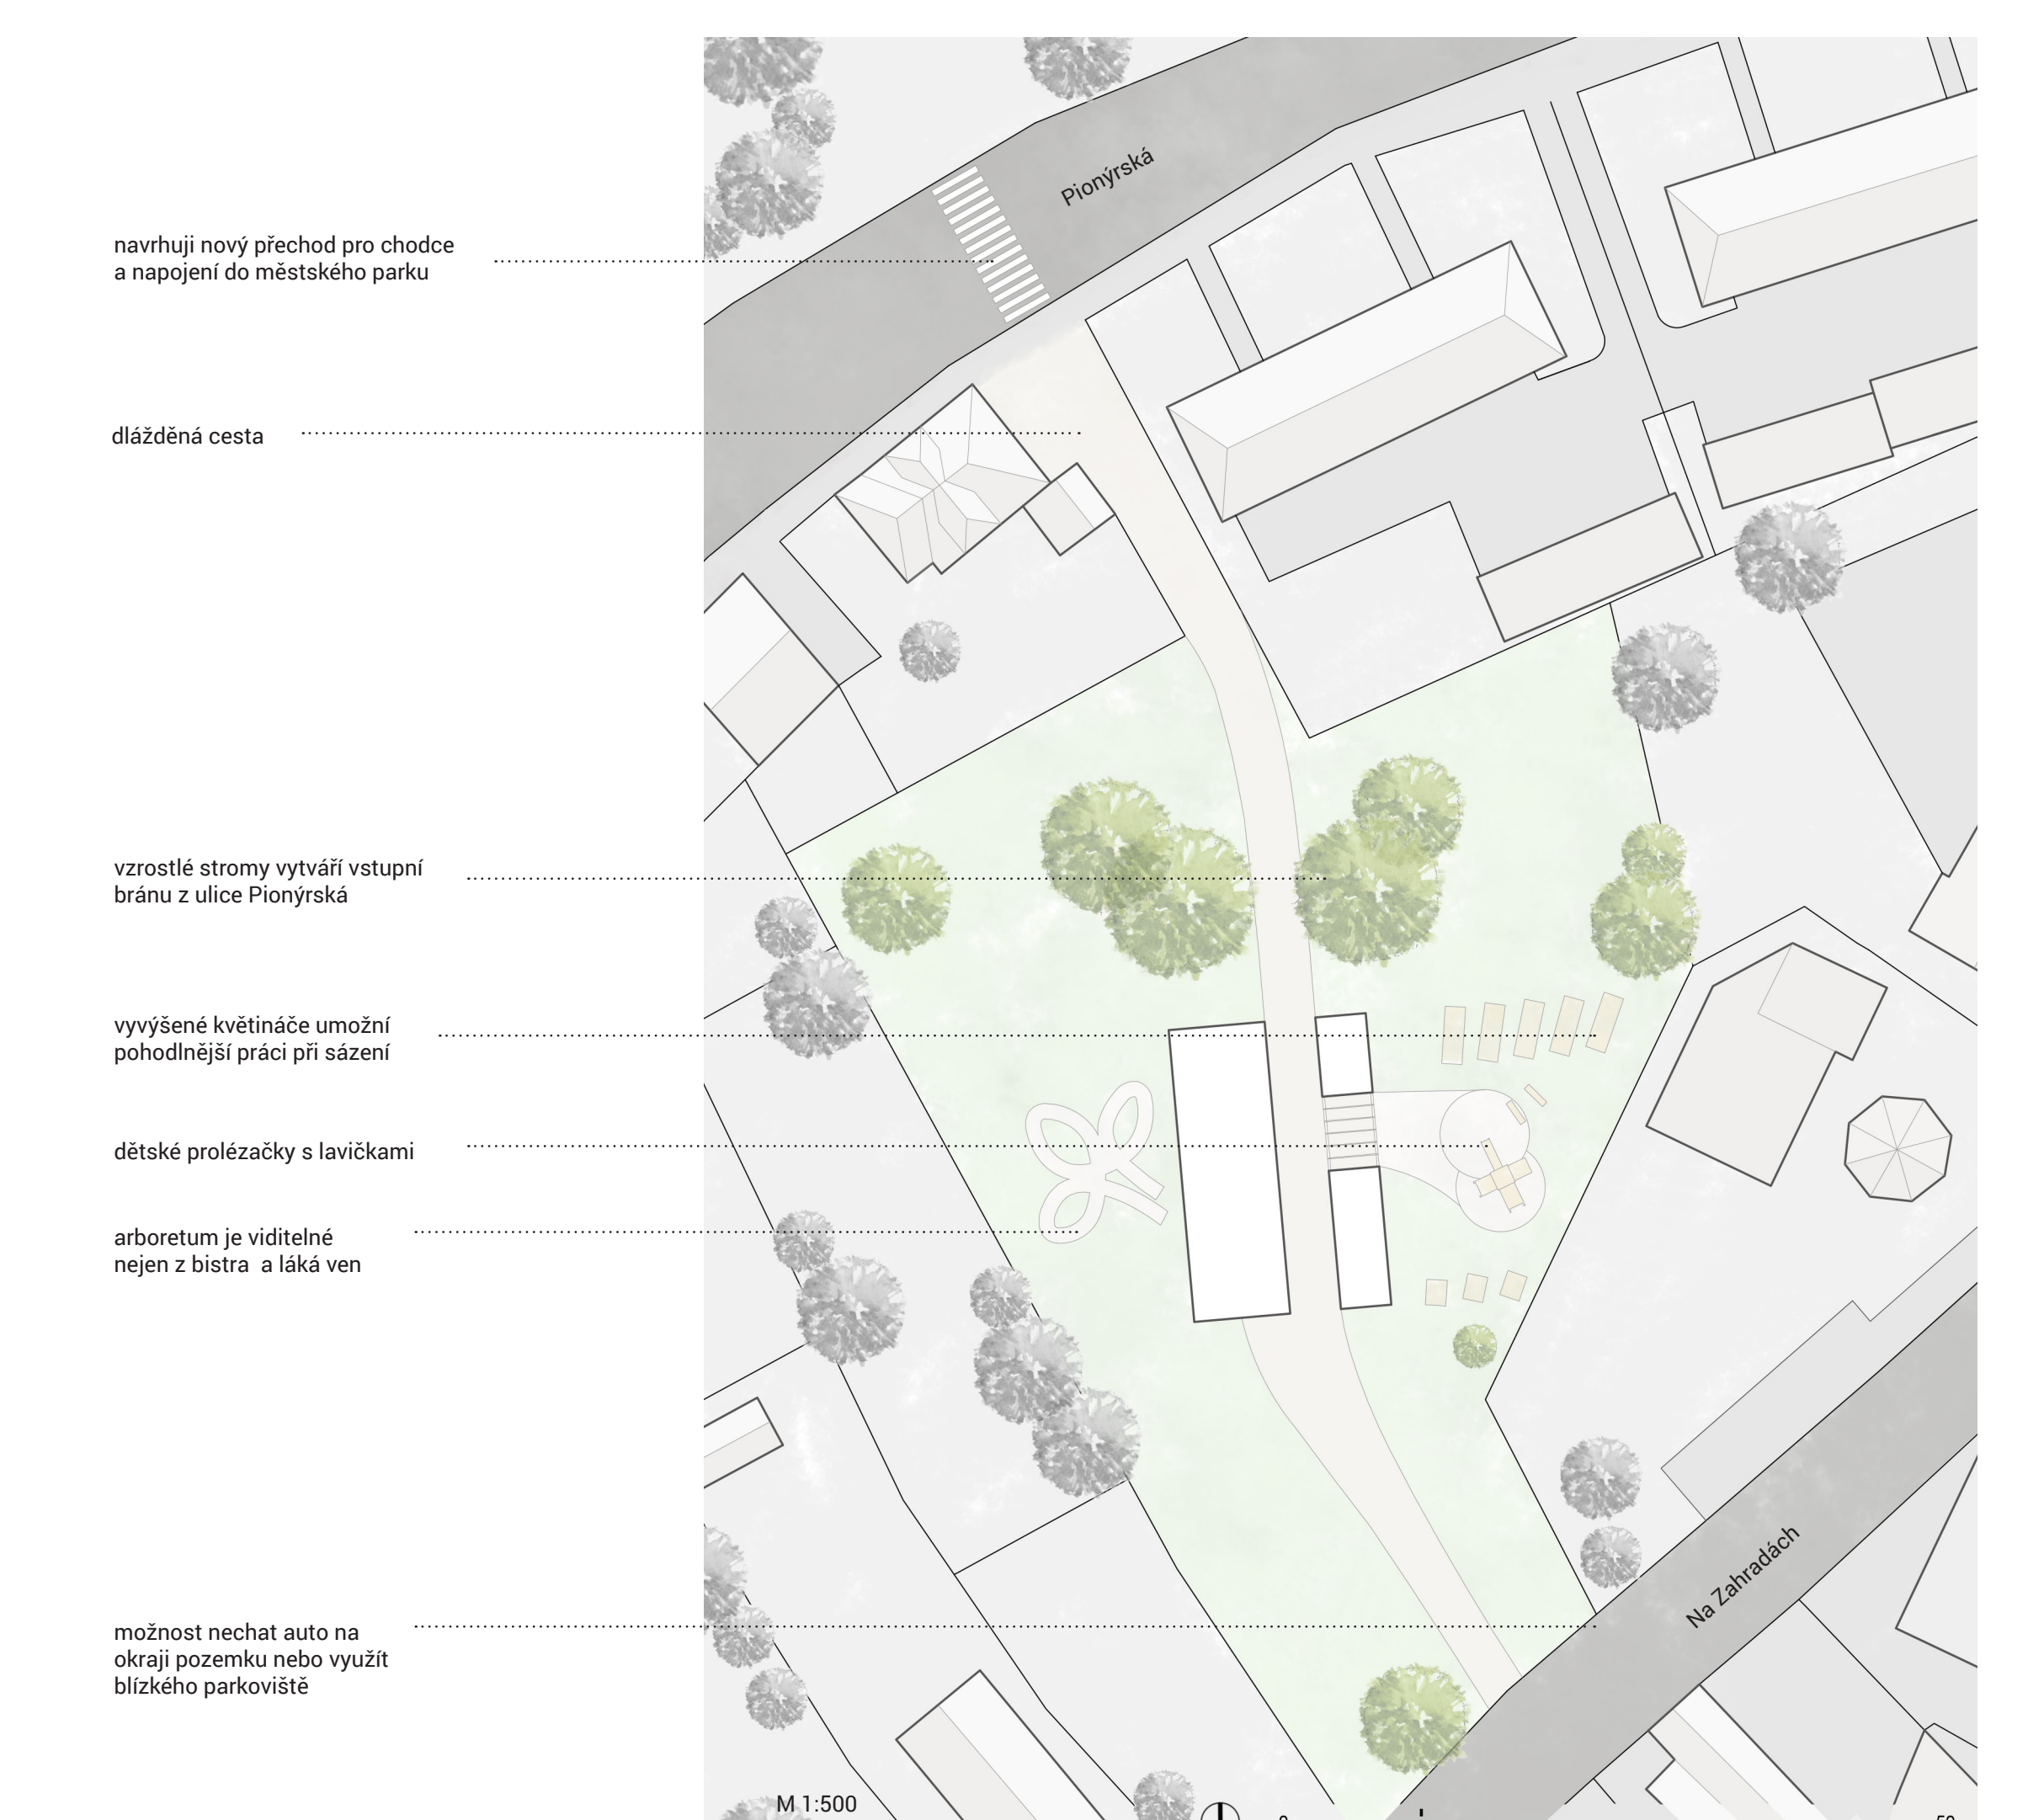 Pionýrská
navrhuji nový přechod pro chodce
a napojení do městského parku
dlážděná cesta
vzrostlé stromy vytváří vstupní
bránu z ulice Pionýrská
vyvýšené květináče umožní
pohodlnější práci při sázení
dětské prolézačky s lavičkami
arboretum je viditelné
nejen z bistra a láká ven
Na Zahradách
možnost nechat auto na
okraji pozemku nebo využít
blízkého parkoviště
M 1:500